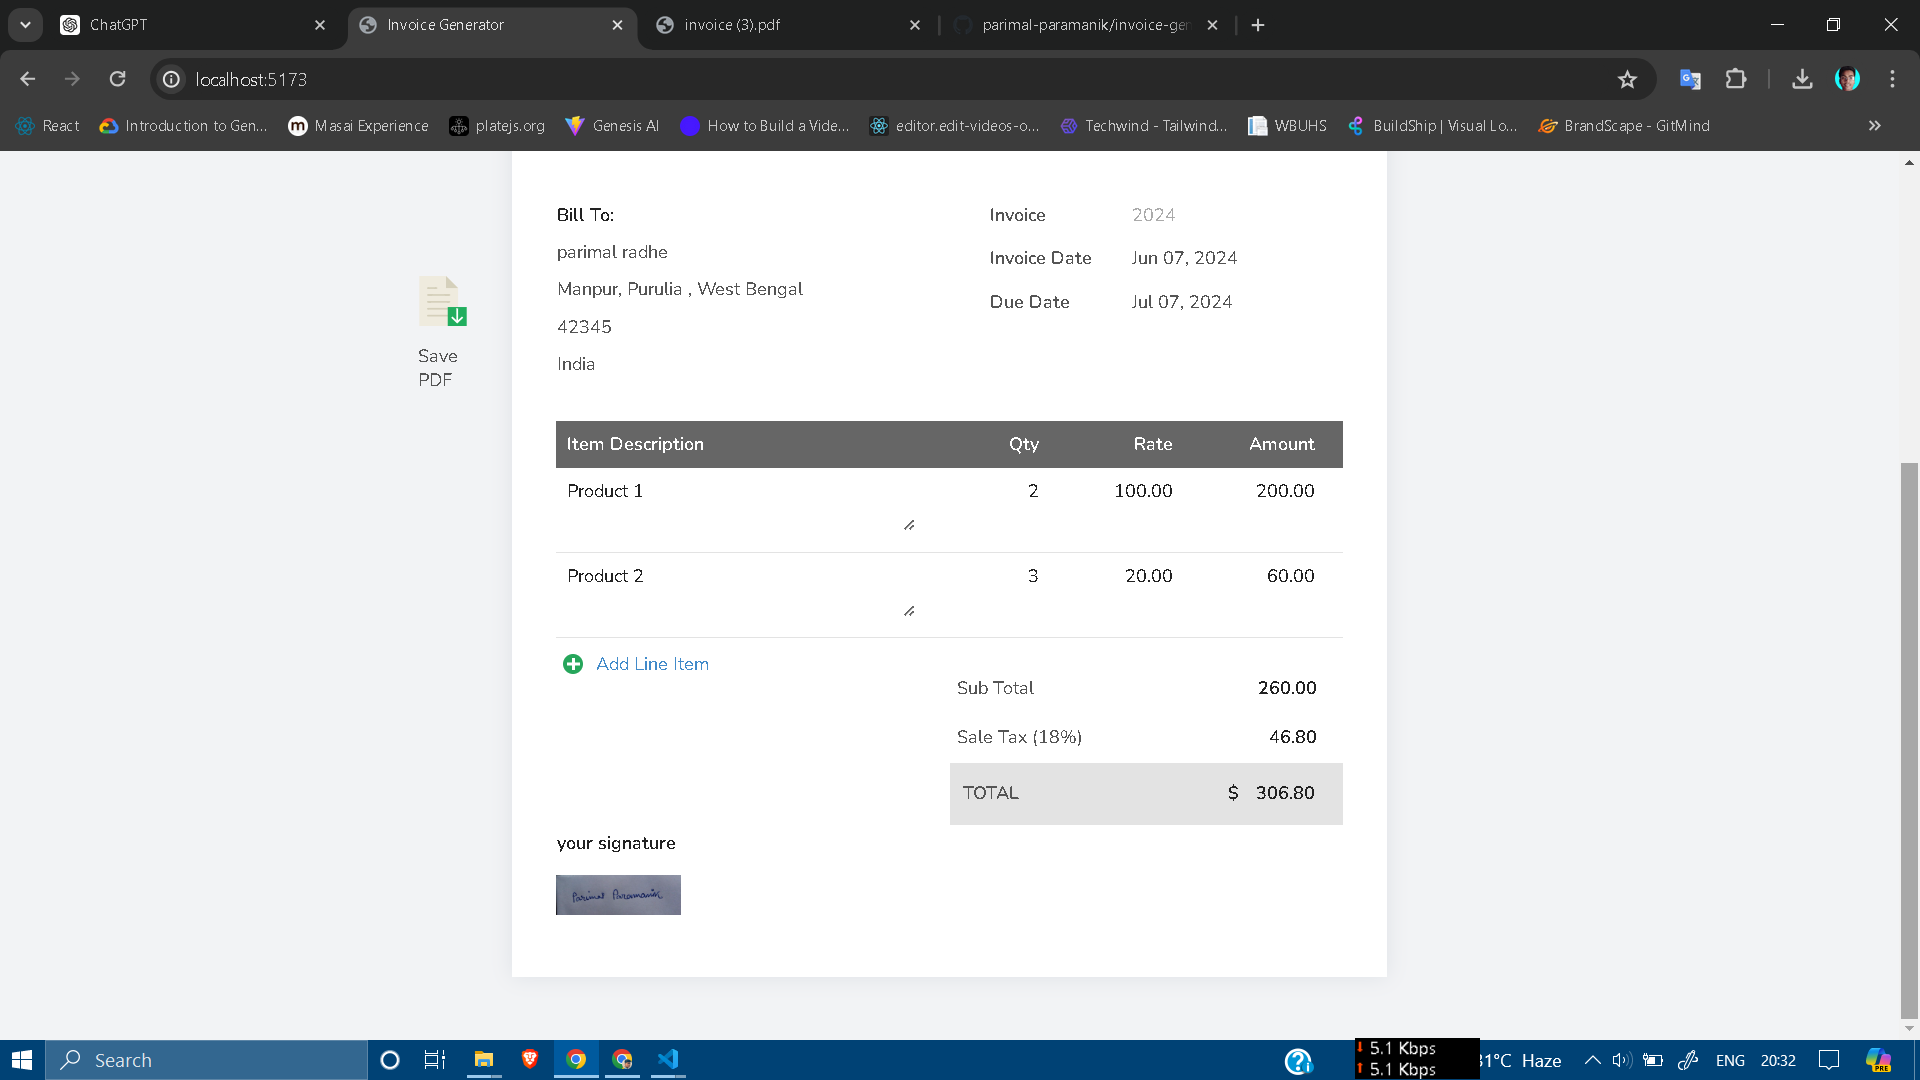 ChatGPT
Invoice Generator
invoice (3).pdf
parimal-paramanik/invoice-gen
localhost:5173
React
Introduction to Gen...
Masai Experience
platejs.org
Genesis AI
How to Build a Vide...
editor.edit-videos-o...
Techwind - Tailwind...
WBUHS
BuildShip | Visual Lo...
BrandScape - GitMind
Bill To:
parimal radhe
Manpur, Purulia , West Bengal
42345
India
Invoice 2024
Invoice Date Jun 07, 2024
Due Date Jul 07, 2024
Save
PDF
Item Description Qty Rate Amount
Product 1 2 100.00 200.00
Product 2 3 20.00 60.00
Add Line Item
Sub Total 260.00
Sale Tax (18%) 46.80
TOTAL $ 306.80
your signature
Parimal Paramanik
Search
5.1 Kbps
5.1 Kbps
31°C Haze
ENG
20:32
PRE